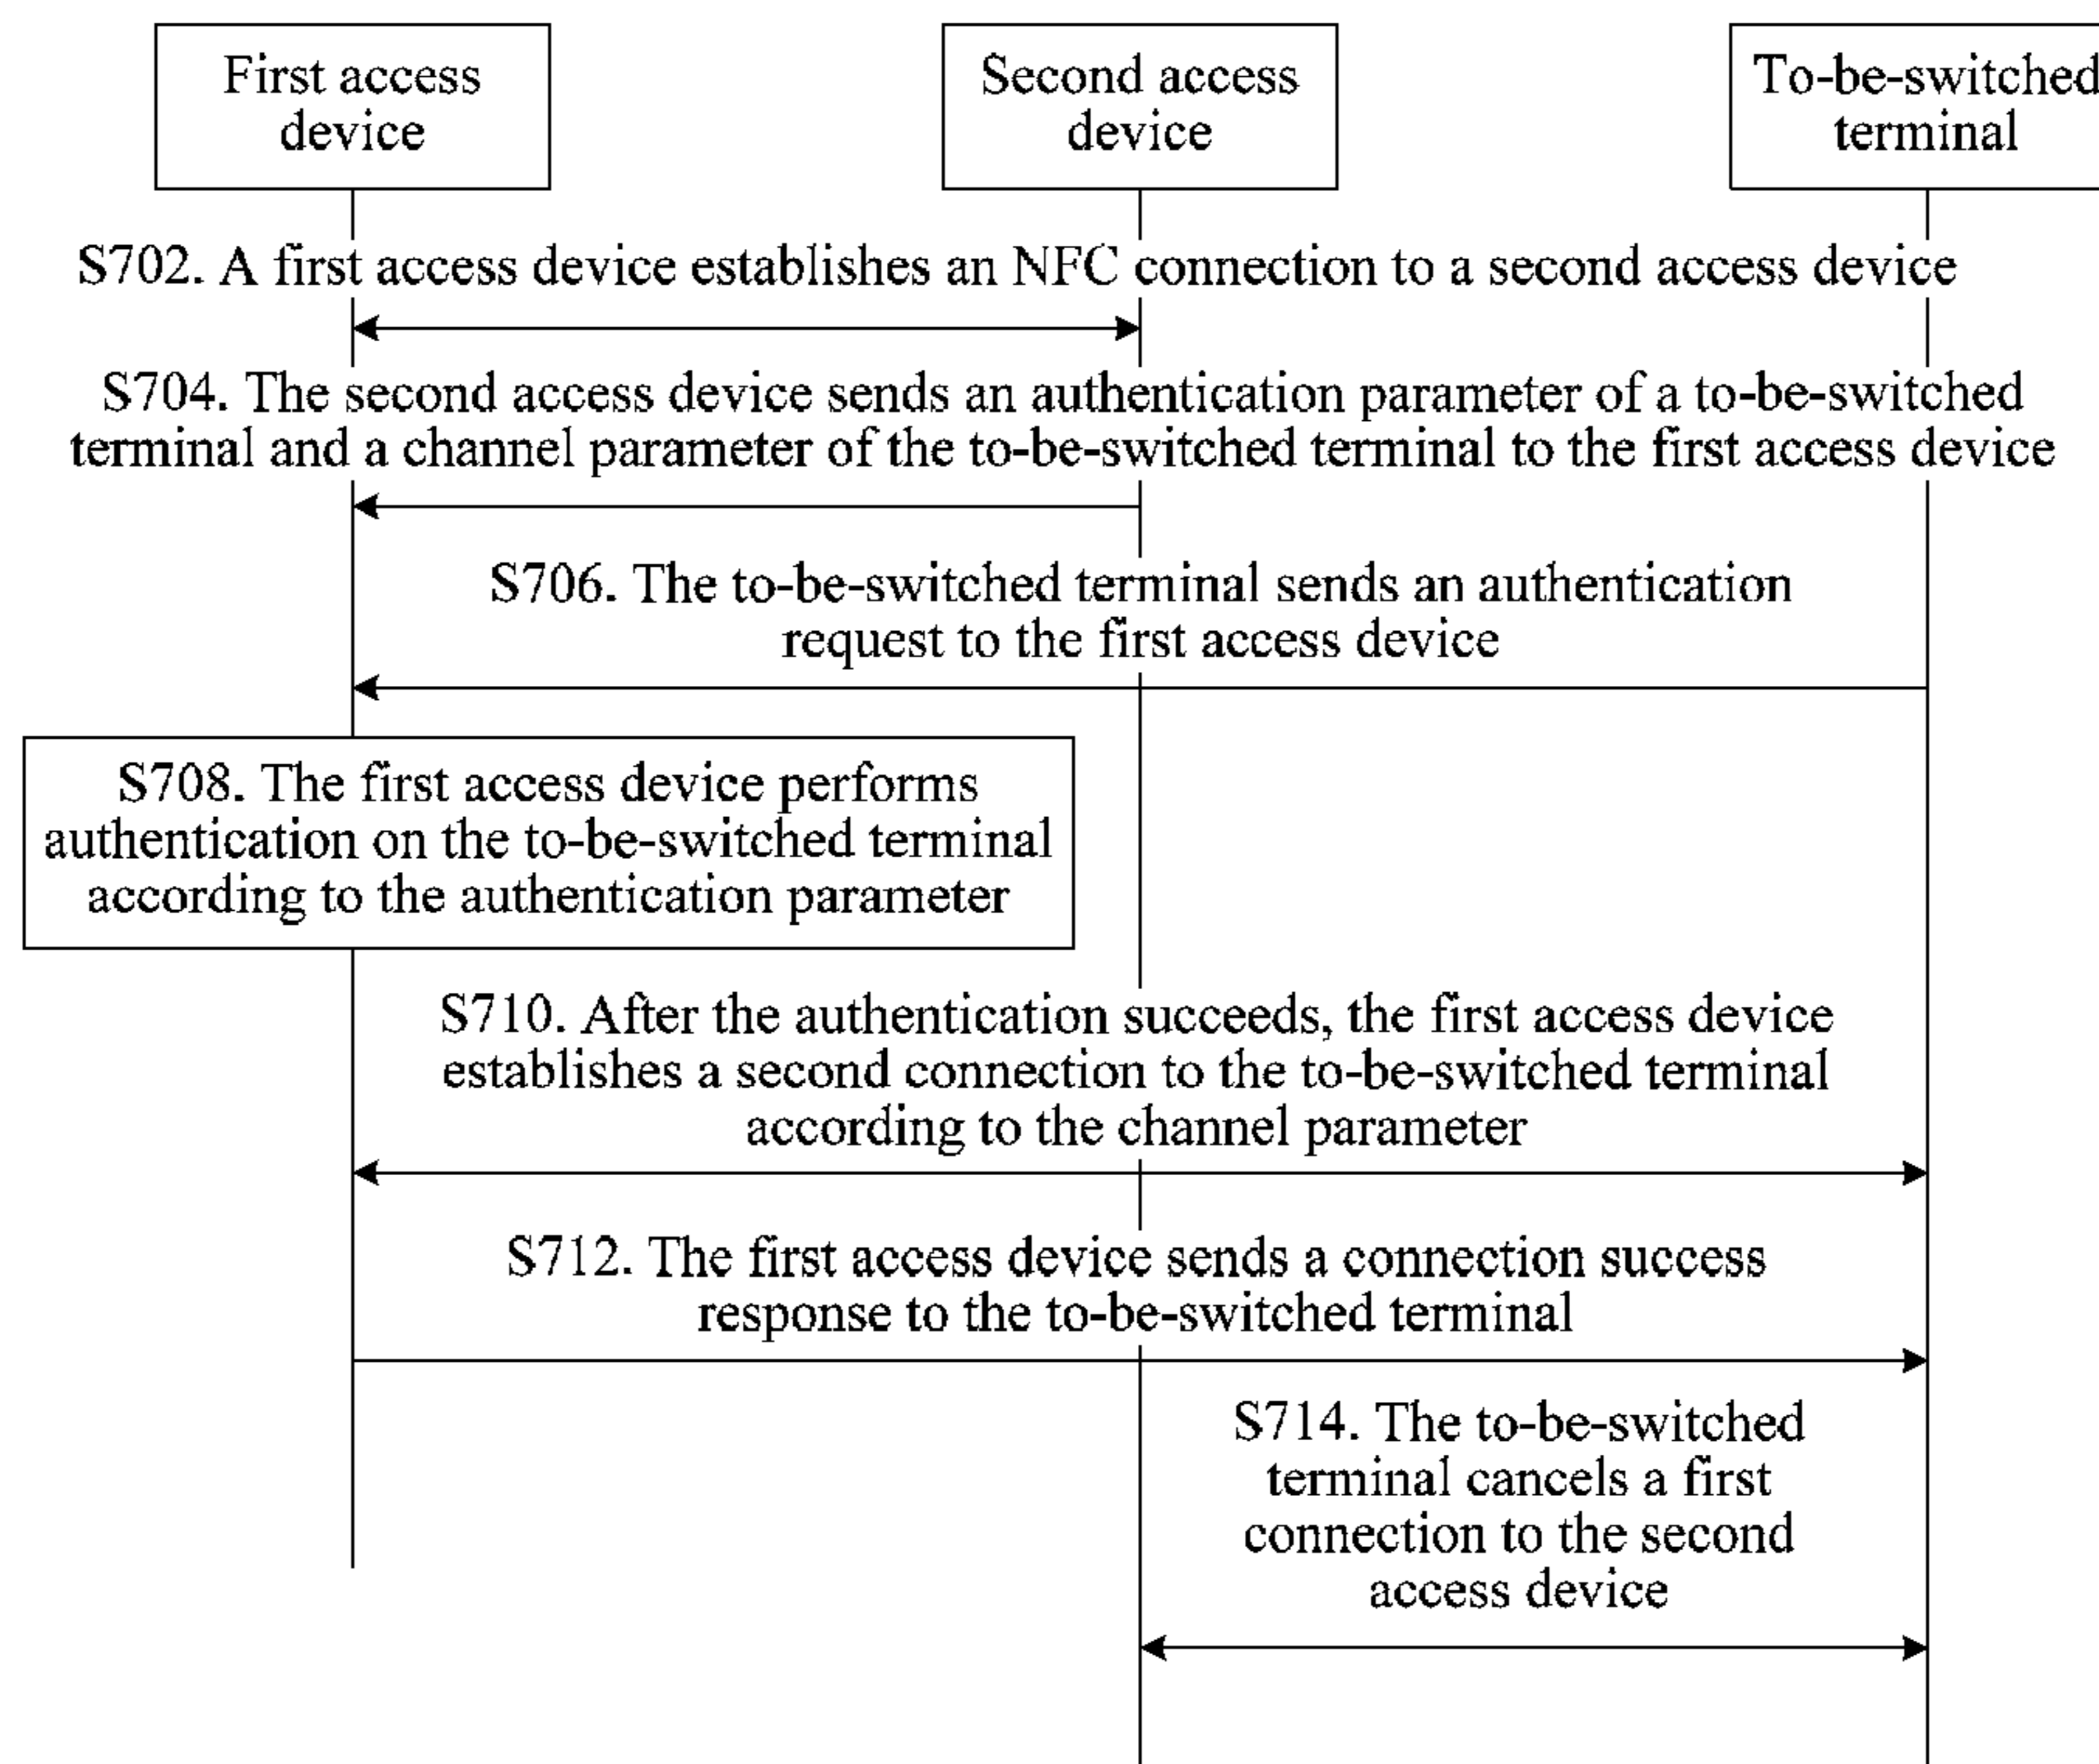 First access
device
Second access
device
To-be-switched
terminal
S702. A first access device establishes an NFC connection to a second access device
S704. The second access device sends an authentication parameter of a to-be-switched
terminal and a channel parameter of the to-be-switched terminal to the first access device
S706. The to-be-switched terminal sends an authentication
request to the first access device
S708. The first access device performs
authentication on the to-be-switched terminal
according to the authentication parameter
S710. After the authentication succeeds, the first access device
establishes a second connection to the to-be-switched terminal
according to the channel parameter
S712. The first access device sends a connection success
response to the to-be-switched terminal
S714. The to-be-switched
terminal cancels a first
connection to the second
access device